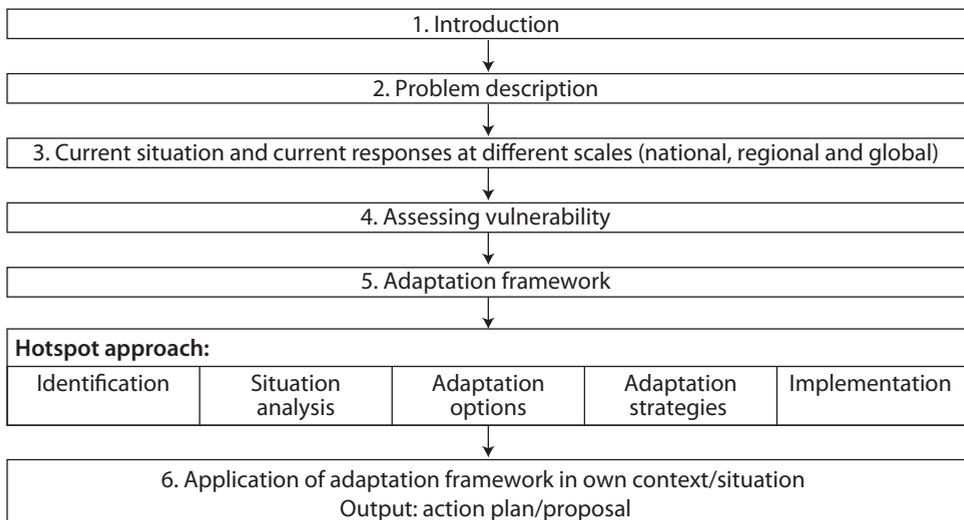 1. Introduction
2. Problem description
3. Current situation and current responses at different scales (national, regional and global)
4. Assessing vulnerability
5. Adaptation framework
Hotspot approach:
Identification
Situation
analysis
Adaptation
options
Adaptation
strategies
Implementation
6. Application of adaptation framework in own context/situation
Output: action plan/proposal